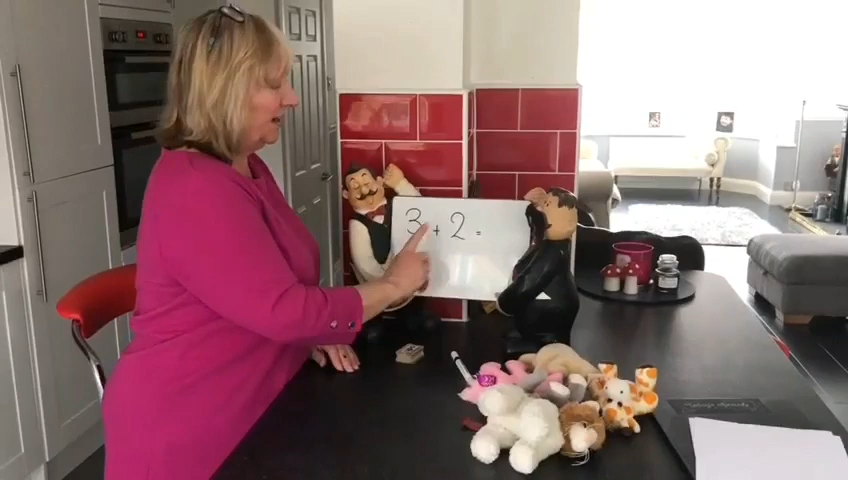 3 + 2 =